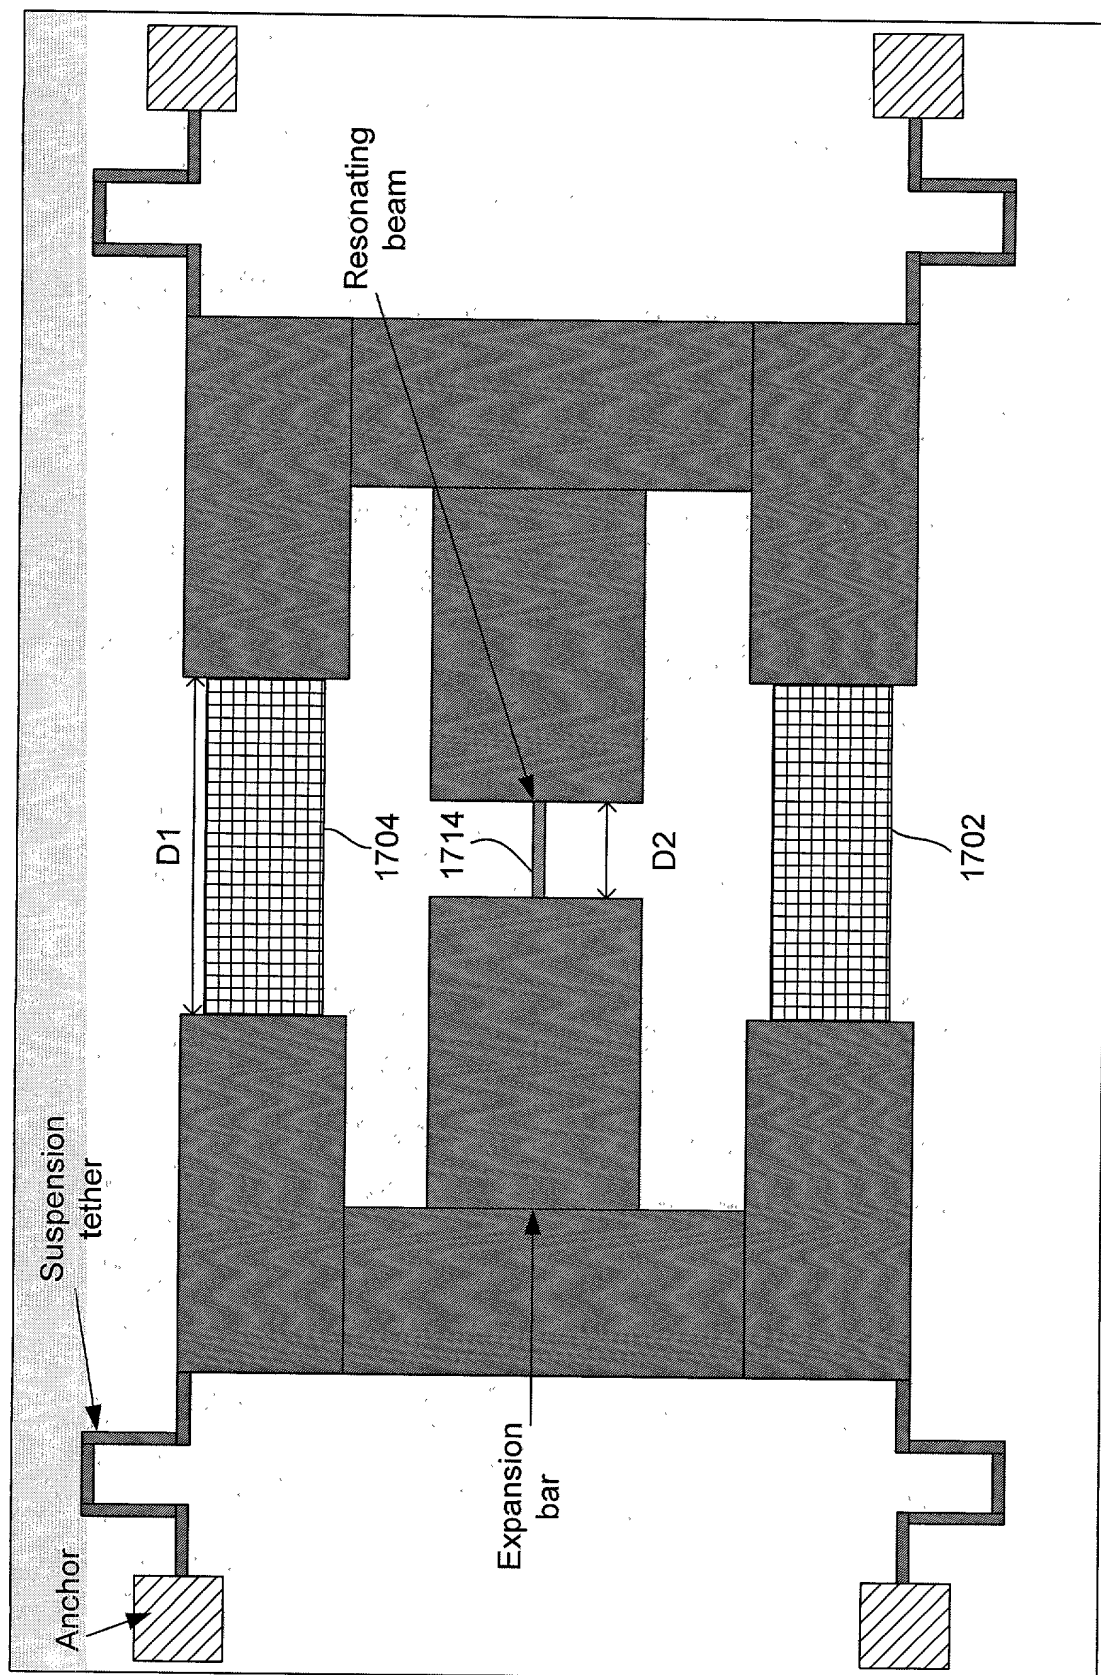 Anchor
Suspension
tether
D1
1704
Resonating
beam
1714
D2
Expansion
bar
1702